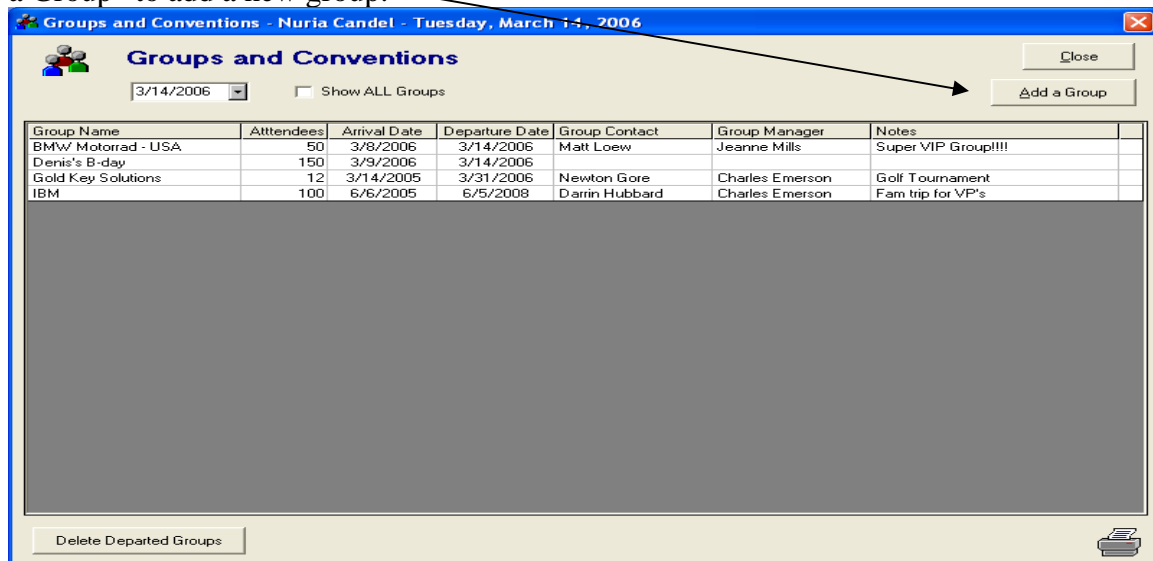 a Group" to add a new group.
Groups and Conventions - Nuria Candel - Tuesday, March 14, 2006
Groups and Conventions
Close
3/14/2006 Show ALL Groups
Add a Group
Group Name Atttendees Arrival Date Departure Date Group Contact Group Manager Notes
BMW Motorrad - USA 50 3/8/2006 3/14/2006 Matt Loew Jeanne Mills Super VIP Group!!!!
Denis's B-day 150 3/9/2006 3/14/2006
Gold Key Solutions 12 3/14/2005 3/31/2006 Newton Gore Charles Emerson Golf Tournament
IBM 100 6/6/2005 6/5/2008 Darrin Hubbard Charles Emerson Fam trip for VP's
Delete Departed Groups